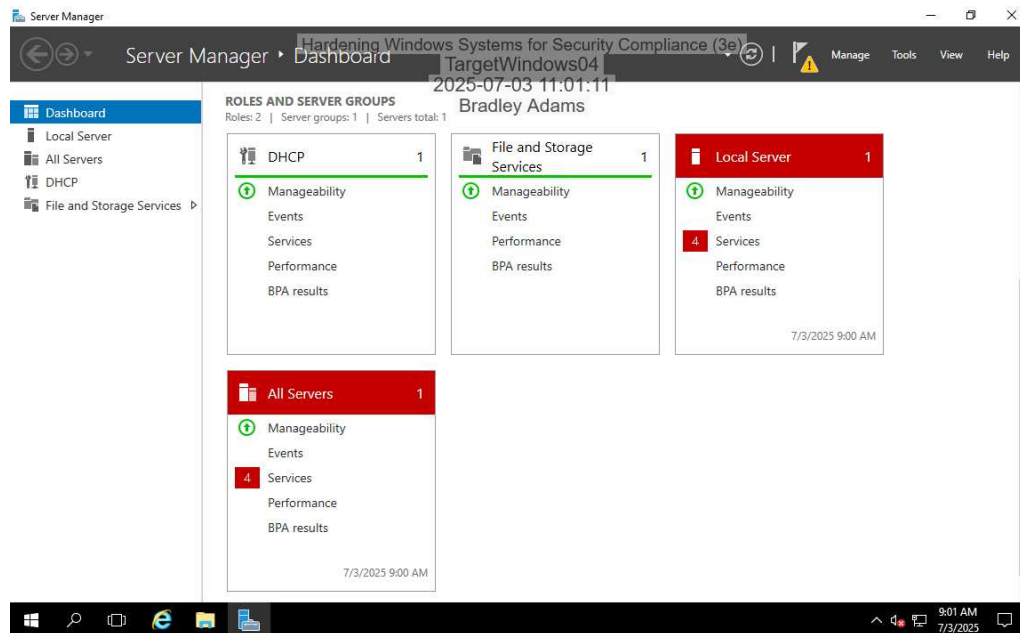 Server Manager
Server Manager • Dashboard
Hardening Windows Systems for Security Compliance (3e)
TargetWindows04
2025-07-03 11:01:11
Bradley Adams
Manage Tools View Help
Dashboard
Local Server
All Servers
DHCP
File and Storage Services
ROLES AND SERVER GROUPS
Roles: 2 | Server groups: 1 | Servers total: 1
DHCP 1
Manageability
Events
Services
Performance
BPA results
File and Storage
Services 1
Manageability
Events
Performance
BPA results
Local Server 1
Manageability
Events
4 Services
Performance
BPA results
7/3/2025 9:00 AM
All Servers 1
Manageability
Events
4 Services
Performance
BPA results
7/3/2025 9:00 AM
9:01 AM
7/3/2025